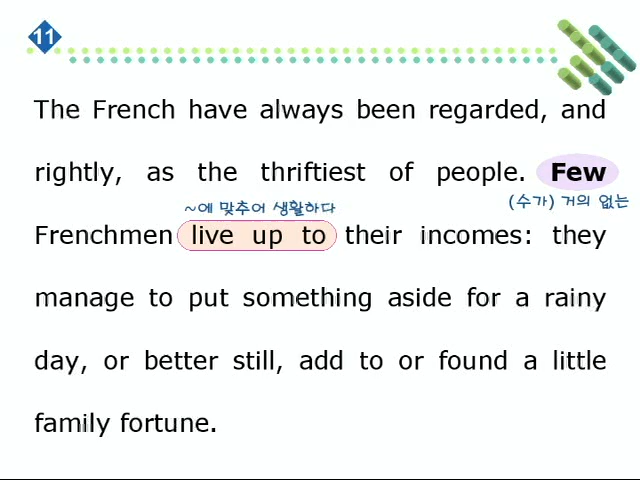 11
The French have always been regarded, and
rightly, as the thriftiest of people. Few
~에 맞추어 생활하다
(수가) 거의 없는
Frenchmen live up to their incomes: they
manage to put something aside for a rainy
day, or better still, add to or found a little
family fortune.